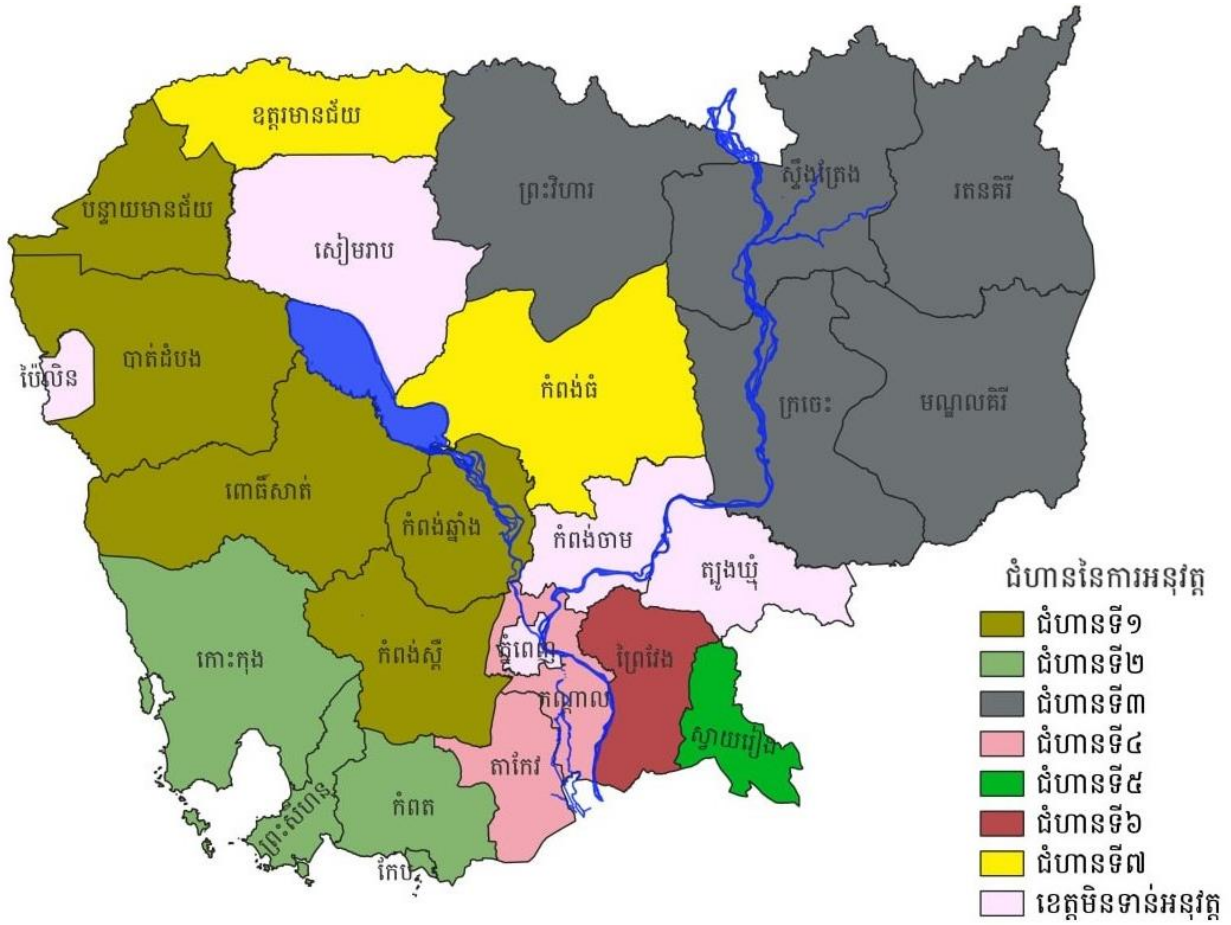 ឧត្តរមានជ័យ
បន្ទាយមានជ័យ
សៀមរាប
ព្រះវិហារ
ស្ទឹងត្រែង
រតនគិរី
ប៉ៃលិន
បាត់ដំបង
កំពង់ធំ
ក្រចេះ
មណ្ឌលគិរី
ពោធិ៍សាត់
កំពង់ឆ្នាំង
កំពង់ចាម
ត្បូងឃ្មុំ
កោះកុង
កំពង់ស្ពឺ
ភ្នំពេញ
ព្រៃវែង
កណ្តាល
ស្វាយរៀង
តាកែវ
កំពត
ព្រះសីហនុ
កែប
ជំហាននៃការអនុវត្ត
ជំហានទី១
ជំហានទី២
ជំហានទី៣
ជំហានទី៤
ជំហានទី៥
ជំហានទី៦
ជំហានទី៧
ខេត្តមិនទាន់អនុវត្ត